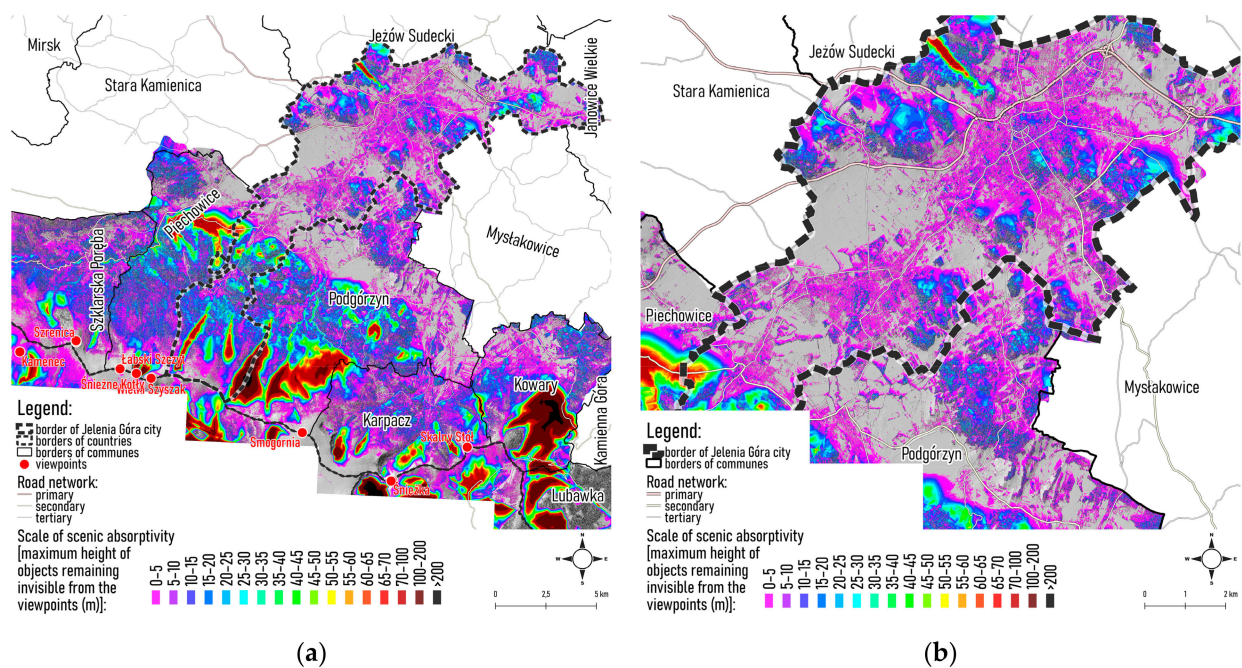 Mirsk
Jeżów Sudecki
Stara Kamienica
Janowice Wielkie
Piechowice
Mysłakowice
Szklarska Poręba
Podgórzyn
Szrenica
Kamenec
Łabski Szczyt
Śnieżne Kotły
Wielki Szyszak
Kowary
Kamienna Góra
Karpacz
Smogornia
Skalny Stół
Śnieżka
Lubawka
Legend:
border of Jelenia Góra city
borders of countries
borders of communes
viewpoints
Road network:
primary
secondary
tertiary
Scale of scenic absorptivity
[maximum height of
objects remaining
invisible from the
viewpoints (m)]:
0–5
5–10
10–15
15–20
20–25
25–30
30–35
35–40
40–45
45–50
50–55
55–60
60–65
65–70
70–100
100–200
>200
N
W E
S
0 2,5 5 km
(a)
Jeżów Sudecki
Stara Kamienica
Piechowice
Mysłakowice
Podgórzyn
Legend:
border of Jelenia Góra city
borders of communes
Road network:
primary
secondary
tertiary
Scale of scenic absorptivity
[maximum height of
objects remaining
invisible from the
viewpoints (m)]:
0–5
5–10
10–15
15–20
20–25
25–30
30–35
35–40
40–45
45–50
50–55
55–60
60–65
65–70
70–100
100–200
>200
N
W E
S
0 1 2 km
(b)